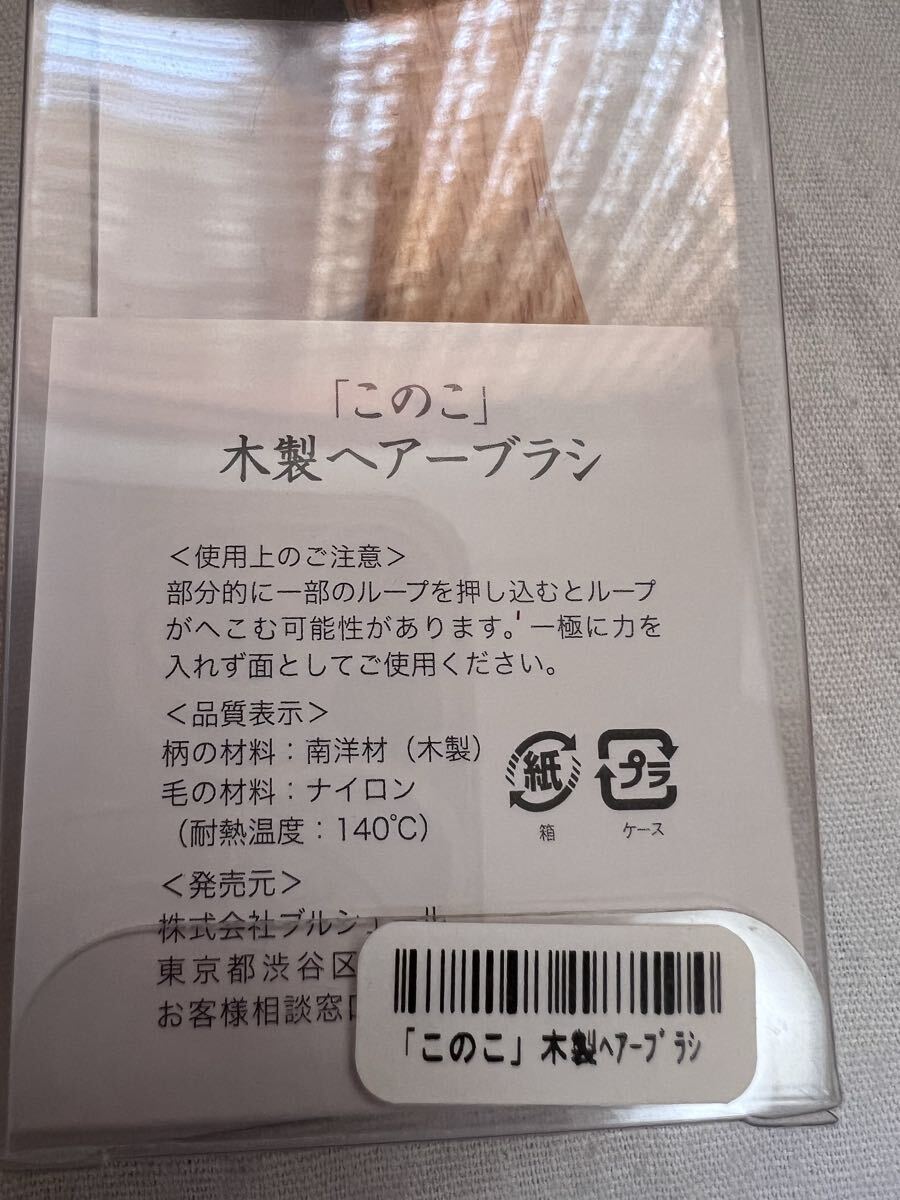 「このこ」
木製ヘアーブラシ
＜使用上のご注意＞
部分的に一部のループを押し込むとループ
がへこむ可能性があります。一極に力を
入れず面としてご使用ください。
＜品質表示＞
柄の材料：南洋材（木製）
毛の材料：ナイロン
（耐熱温度：140℃）
紙
箱
プラ
ケース
＜発売元＞
株式会社ブルジュール
東京都渋谷区
お客様相談窓口
「このこ」木製ﾍｱｰﾌﾞﾗｼ